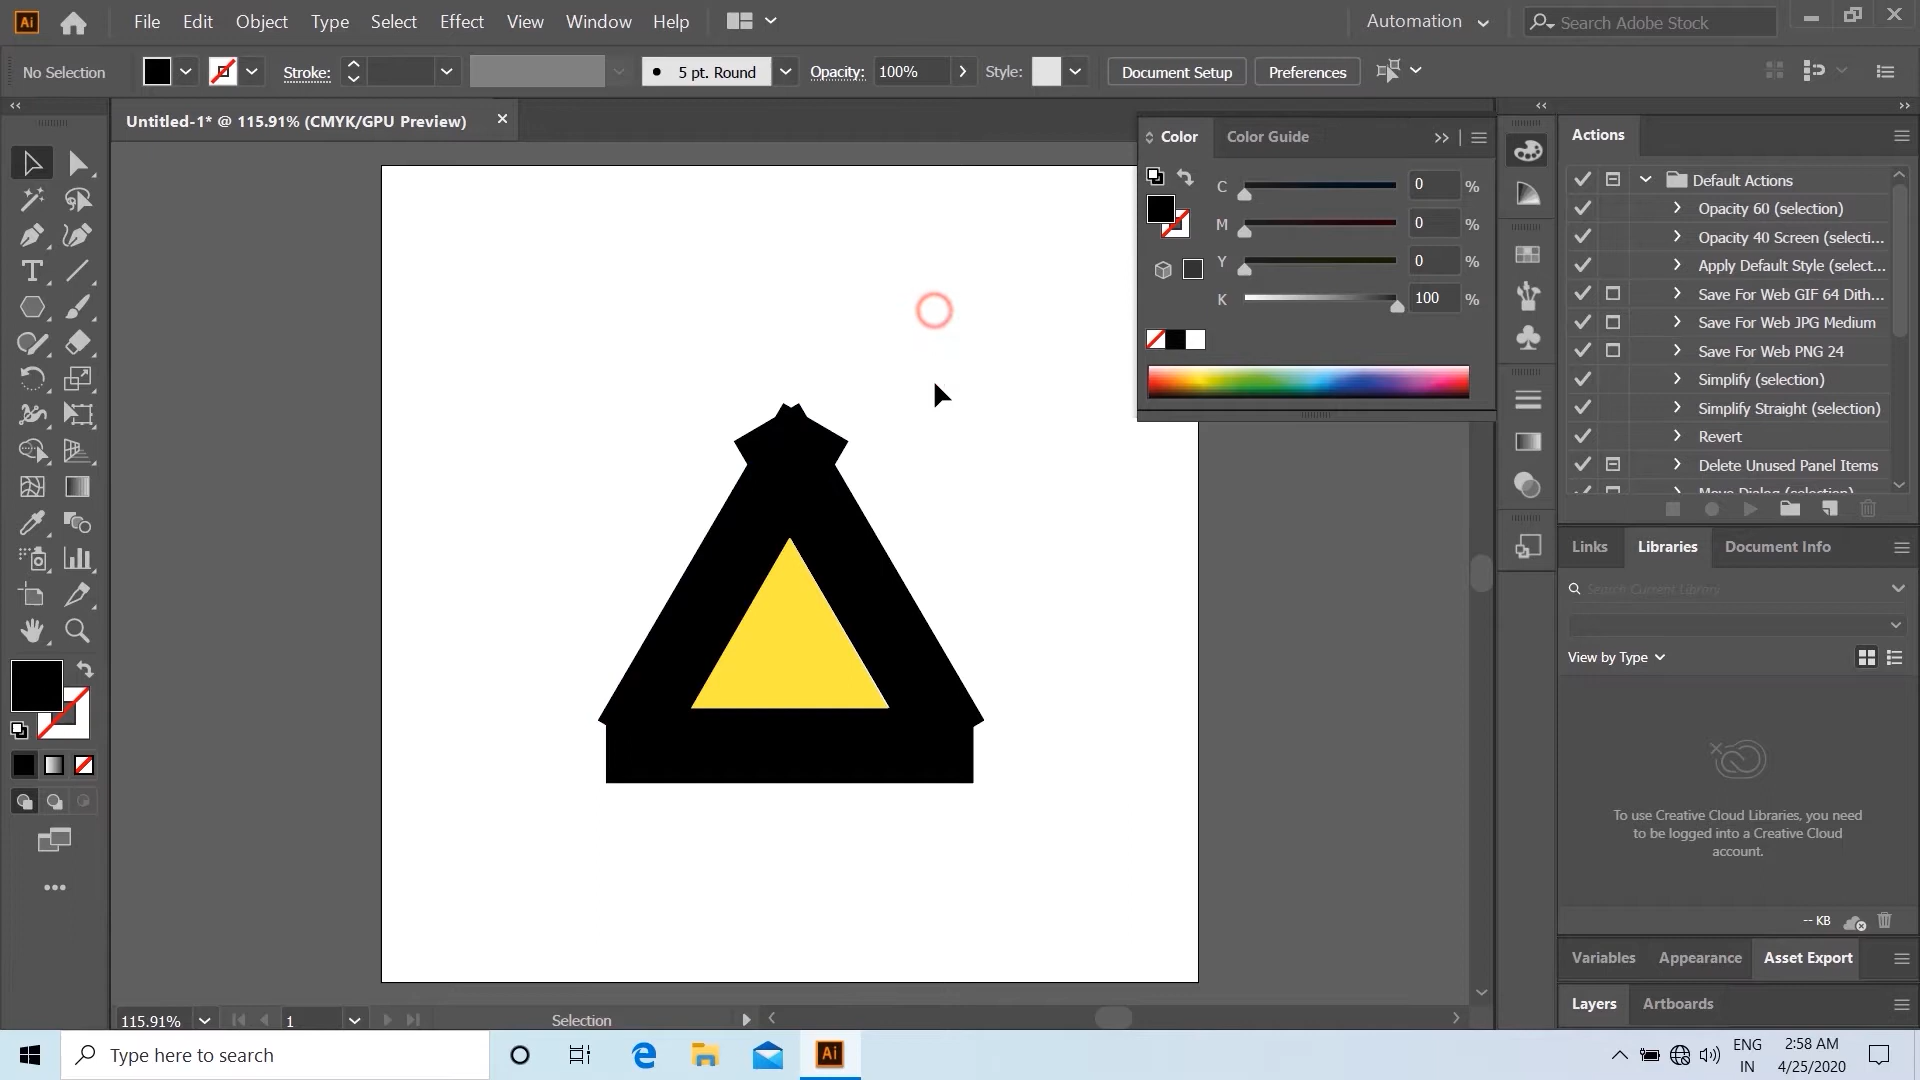 Ai File Edit Object Type Select Effect View Window Help Automation Search Adobe Stock
No Selection Stroke: 5 pt. Round Opacity: 100% Style: Document Setup Preferences
Untitled-1* @ 115.91% (CMYK/GPU Preview)
Color Color Guide
C 0 %
M 0 %
Y 0 %
K 100 %
Actions
Default Actions
Opacity 60 (selection)
Opacity 40 Screen (selecti...
Apply Default Style (select...
Save For Web GIF 64 Dith...
Save For Web JPG Medium
Save For Web PNG 24
Simplify (selection)
Simplify Straight (selection)
Revert
Delete Unused Panel Items
Move Dialog (selection)
Links Libraries Document Info
Search Current Library
View by Type
To use Creative Cloud Libraries, you need
to be logged into a Creative Cloud
account.
-- KB
Variables Appearance Asset Export
Layers Artboards
115.91% 1 Selection
Type here to search
Ai
ENG
IN
2:58 AM
4/25/2020